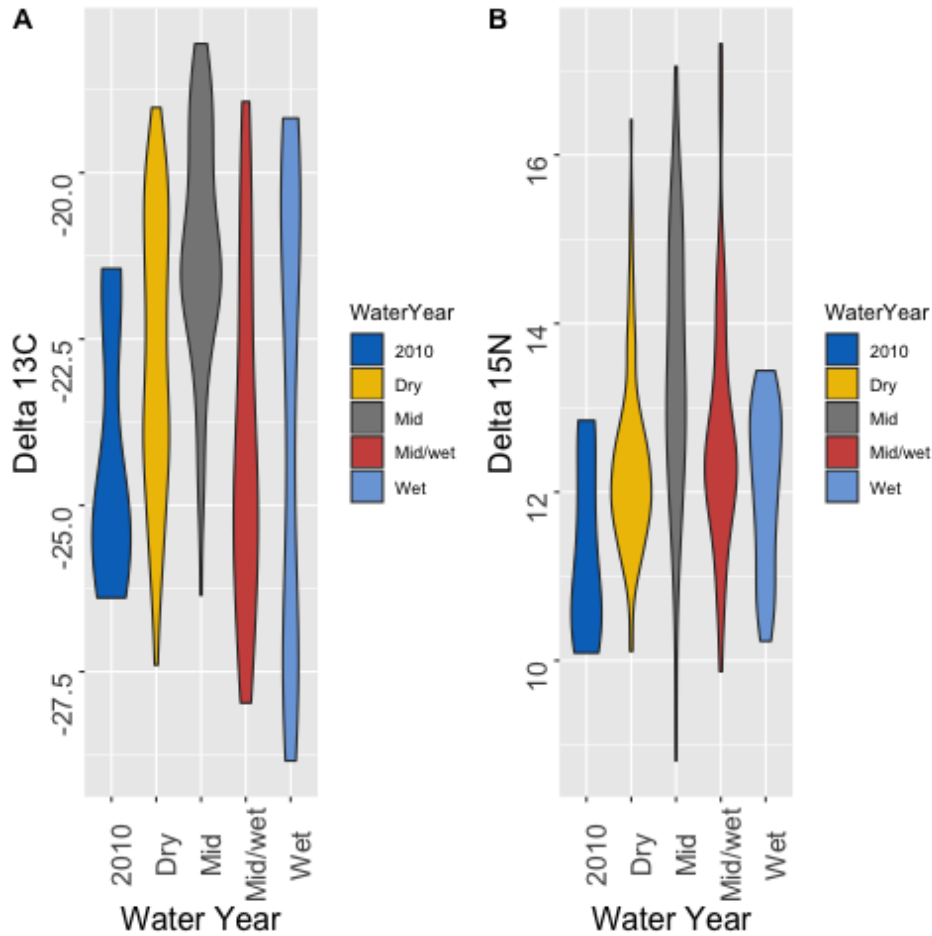 A
Delta 13C
-20.0
-22.5
-25.0
-27.5
2010
Dry
Mid
Mid/wet
Wet
Water Year
WaterYear
2010
Dry
Mid
Mid/wet
Wet
B
Delta 15N
16
14
12
10
2010
Dry
Mid
Mid/wet
Wet
Water Year
WaterYear
2010
Dry
Mid
Mid/wet
Wet